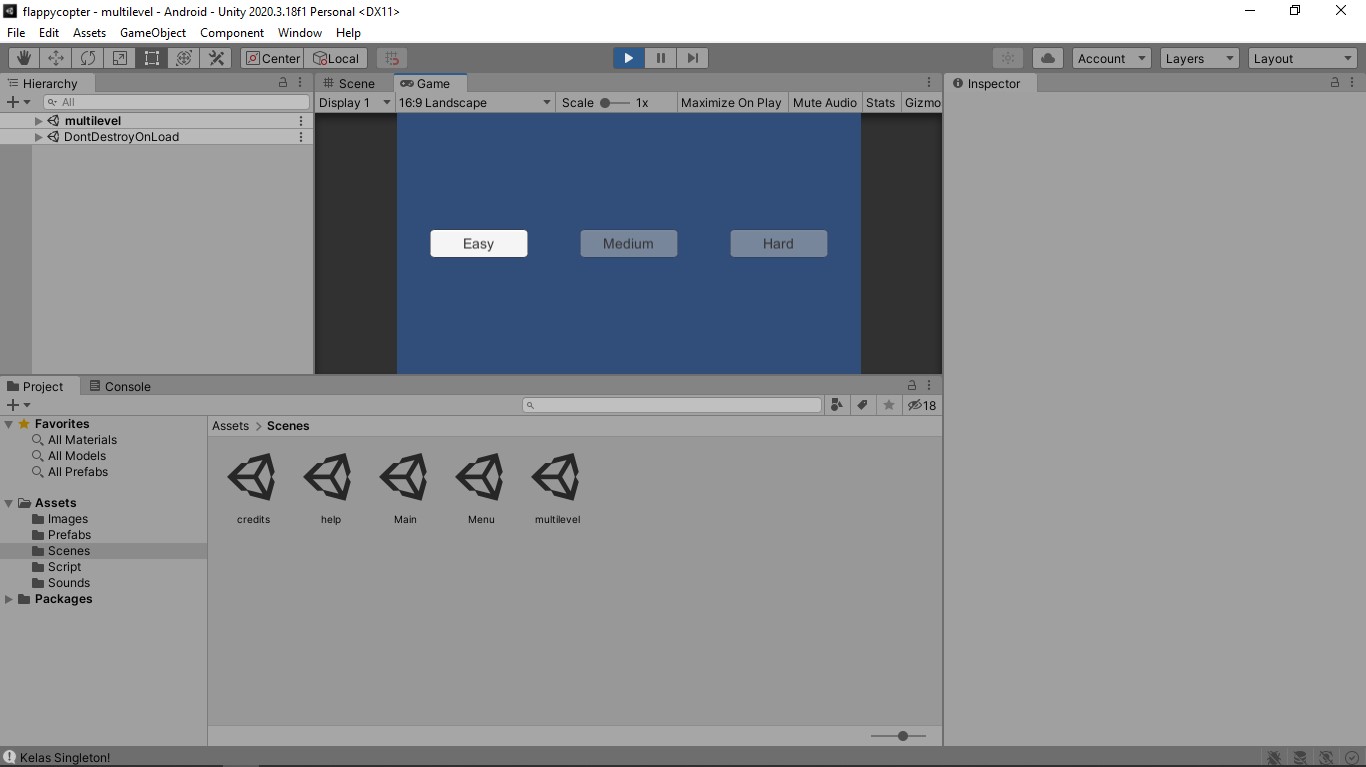 flappycopter - multilevel - Android - Unity 2020.3.18f1 Personal <DX11>
File Edit Assets GameObject Component Window Help
Center Local Account Layers Layout
Hierarchy
All
multilevel
DontDestroyOnLoad
Scene Game
Display 1 16:9 Landscape Scale 1x Maximize On Play Mute Audio Stats Gizmo
Easy Medium Hard
Inspector
Project Console
18
Favorites
All Materials
All Models
All Prefabs
Assets
Images
Prefabs
Scenes
Script
Sounds
Packages
Assets > Scenes
credits help Main Menu multilevel
Kelas Singleton!